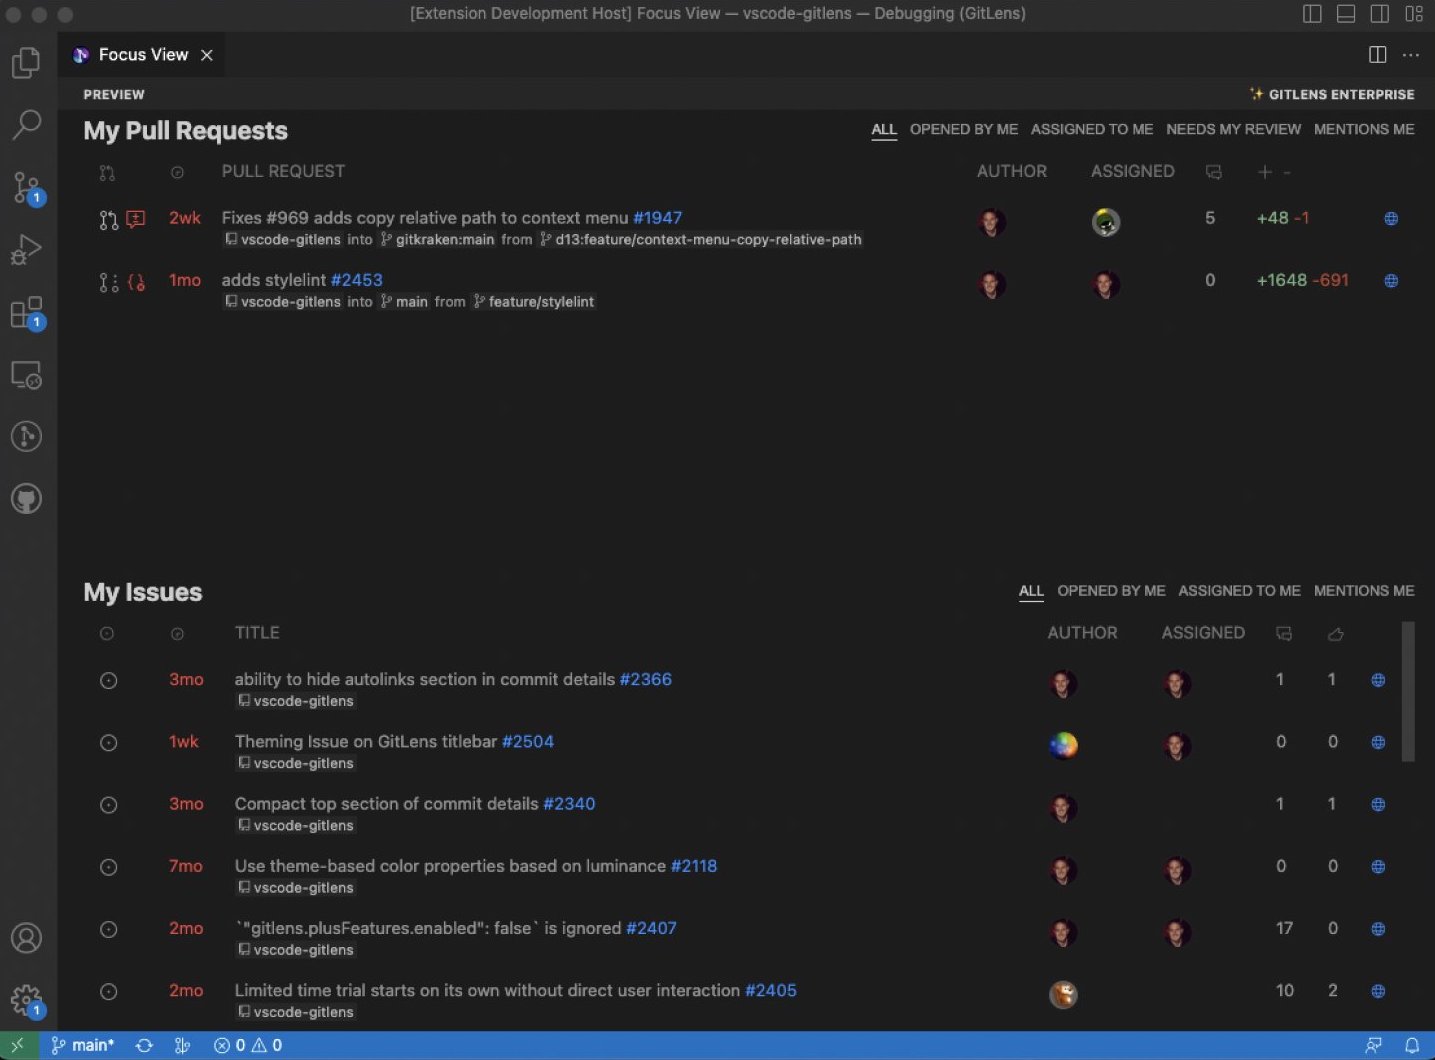 [Extension Development Host] Focus View — vscode-gitlens — Debugging (GitLens)
Focus View
PREVIEW
✨ GITLENS ENTERPRISE
My Pull Requests
ALL OPENED BY ME ASSIGNED TO ME NEEDS MY REVIEW MENTIONS ME
PULL REQUEST AUTHOR ASSIGNED + -
2wk Fixes #969 adds copy relative path to context menu #1947 5 +48 -1
vscode-gitlens into gitkraken:main from d13:feature/context-menu-copy-relative-path
1mo adds stylelint #2453 0 +1648 -691
vscode-gitlens into main from feature/stylelint
1
1
My Issues
ALL OPENED BY ME ASSIGNED TO ME MENTIONS ME
TITLE AUTHOR ASSIGNED
3mo ability to hide autolinks section in commit details #2366 1 1
vscode-gitlens
1wk Theming Issue on GitLens titlebar #2504 0 0
vscode-gitlens
3mo Compact top section of commit details #2340 1 1
vscode-gitlens
7mo Use theme-based color properties based on luminance #2118 0 0
vscode-gitlens
2mo `"gitlens.plusFeatures.enabled": false` is ignored #2407 17 0
vscode-gitlens
2mo Limited time trial starts on its own without direct user interaction #2405 10 2
vscode-gitlens
1
main* 0 0